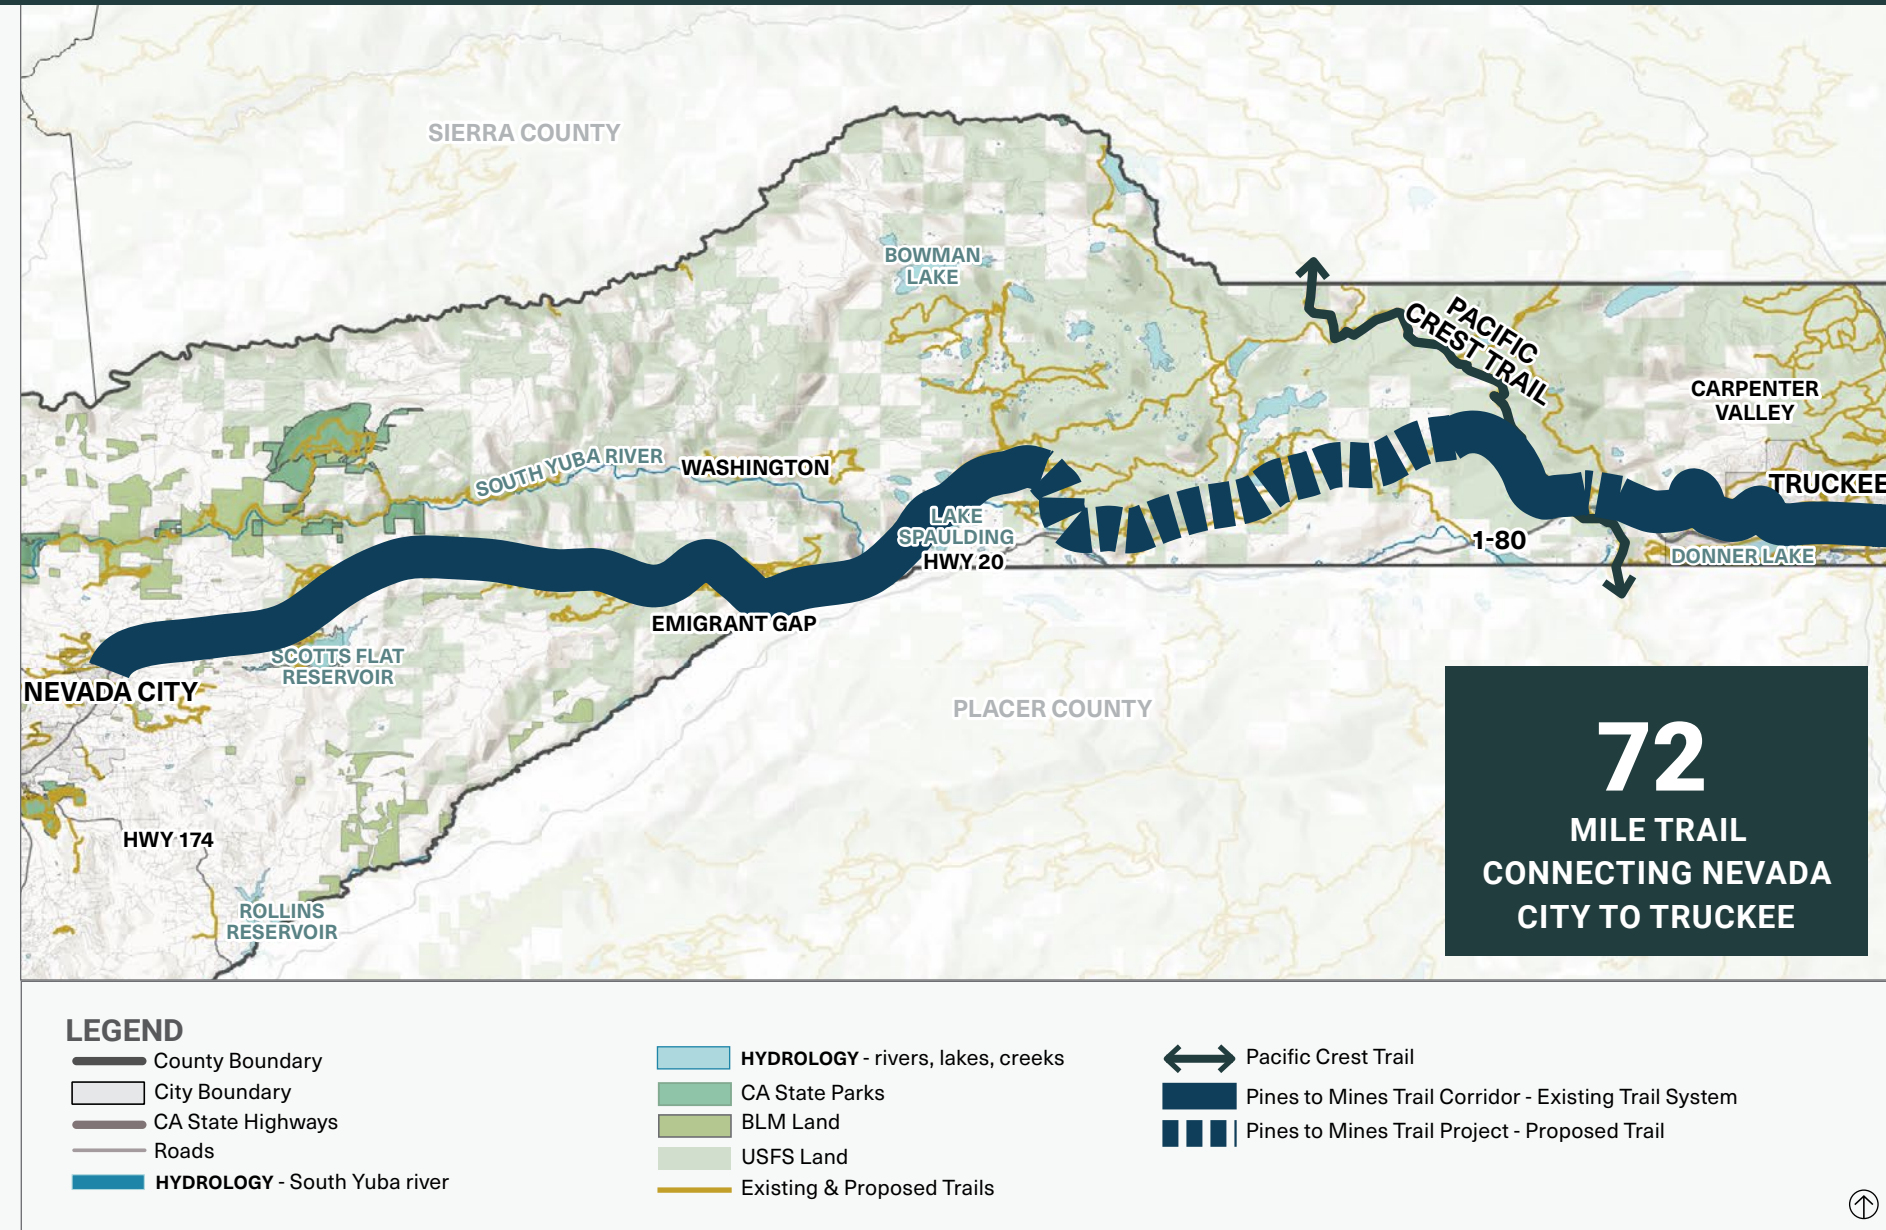 SIERRA COUNTY
BOWMAN
LAKE
PACIFIC
CREST TRAIL
CARPENTER
VALLEY
SOUTH YUBA RIVER
WASHINGTON
TRUCKEE
LAKE
SPAULDING
HWY 20
1-80
DONNER LAKE
EMIGRANT GAP
SCOTTS FLAT
RESERVOIR
NEVADA CITY
PLACER COUNTY
HWY 174
ROLLINS
RESERVOIR
72
MILE TRAIL
CONNECTING NEVADA
CITY TO TRUCKEE
LEGEND
County Boundary
City Boundary
CA State Highways
Roads
HYDROLOGY - South Yuba river
HYDROLOGY - rivers, lakes, creeks
CA State Parks
BLM Land
USFS Land
Existing & Proposed Trails
Pacific Crest Trail
Pines to Mines Trail Corridor - Existing Trail System
Pines to Mines Trail Project - Proposed Trail